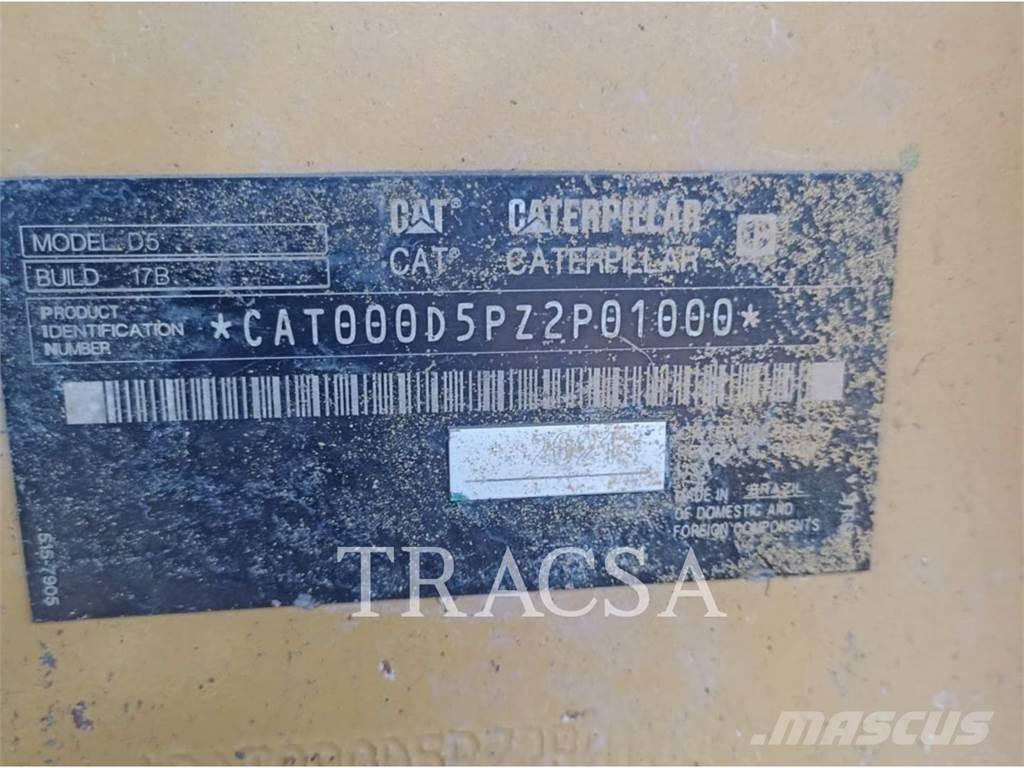 MODEL D5
BUILD 17B
CAT® CATERPILLAR®
CAT® CATERPILLAR®
PRODUCT
IDENTIFICATION
NUMBER
*CAT000D5PZ2P01000*
MADE IN BRAZIL
OF DOMESTIC AND
FOREIGN COMPONENTS
TRACSA
MASCUS